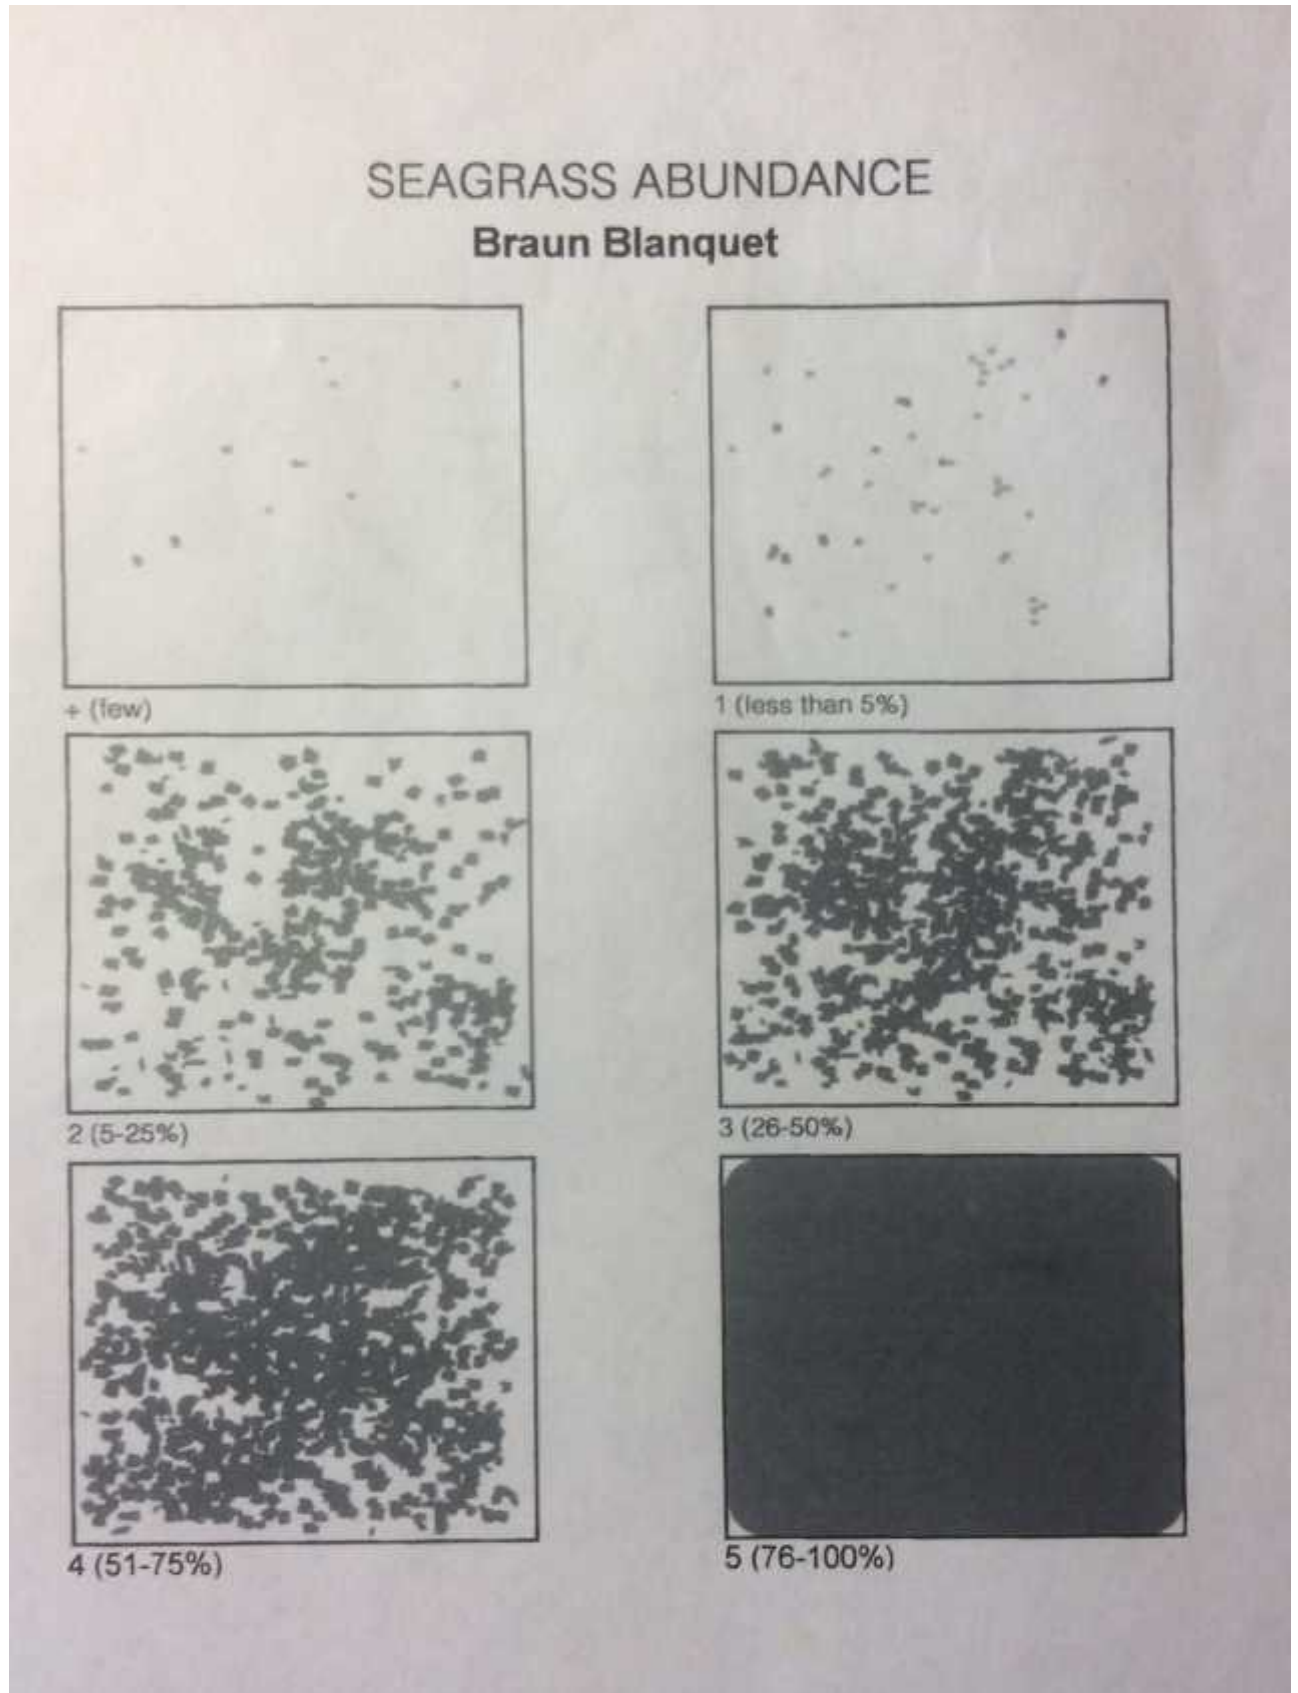 SEAGRASS ABUNDANCE
Braun Blanquet
+ (few)
1 (less than 5%)
2 (5-25%)
3 (26-50%)
4 (51-75%)
5 (76-100%)